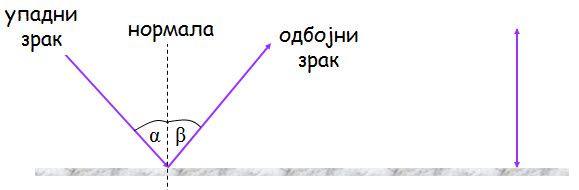 упадни
зрак
нормала
одбојни
зрак
α
β